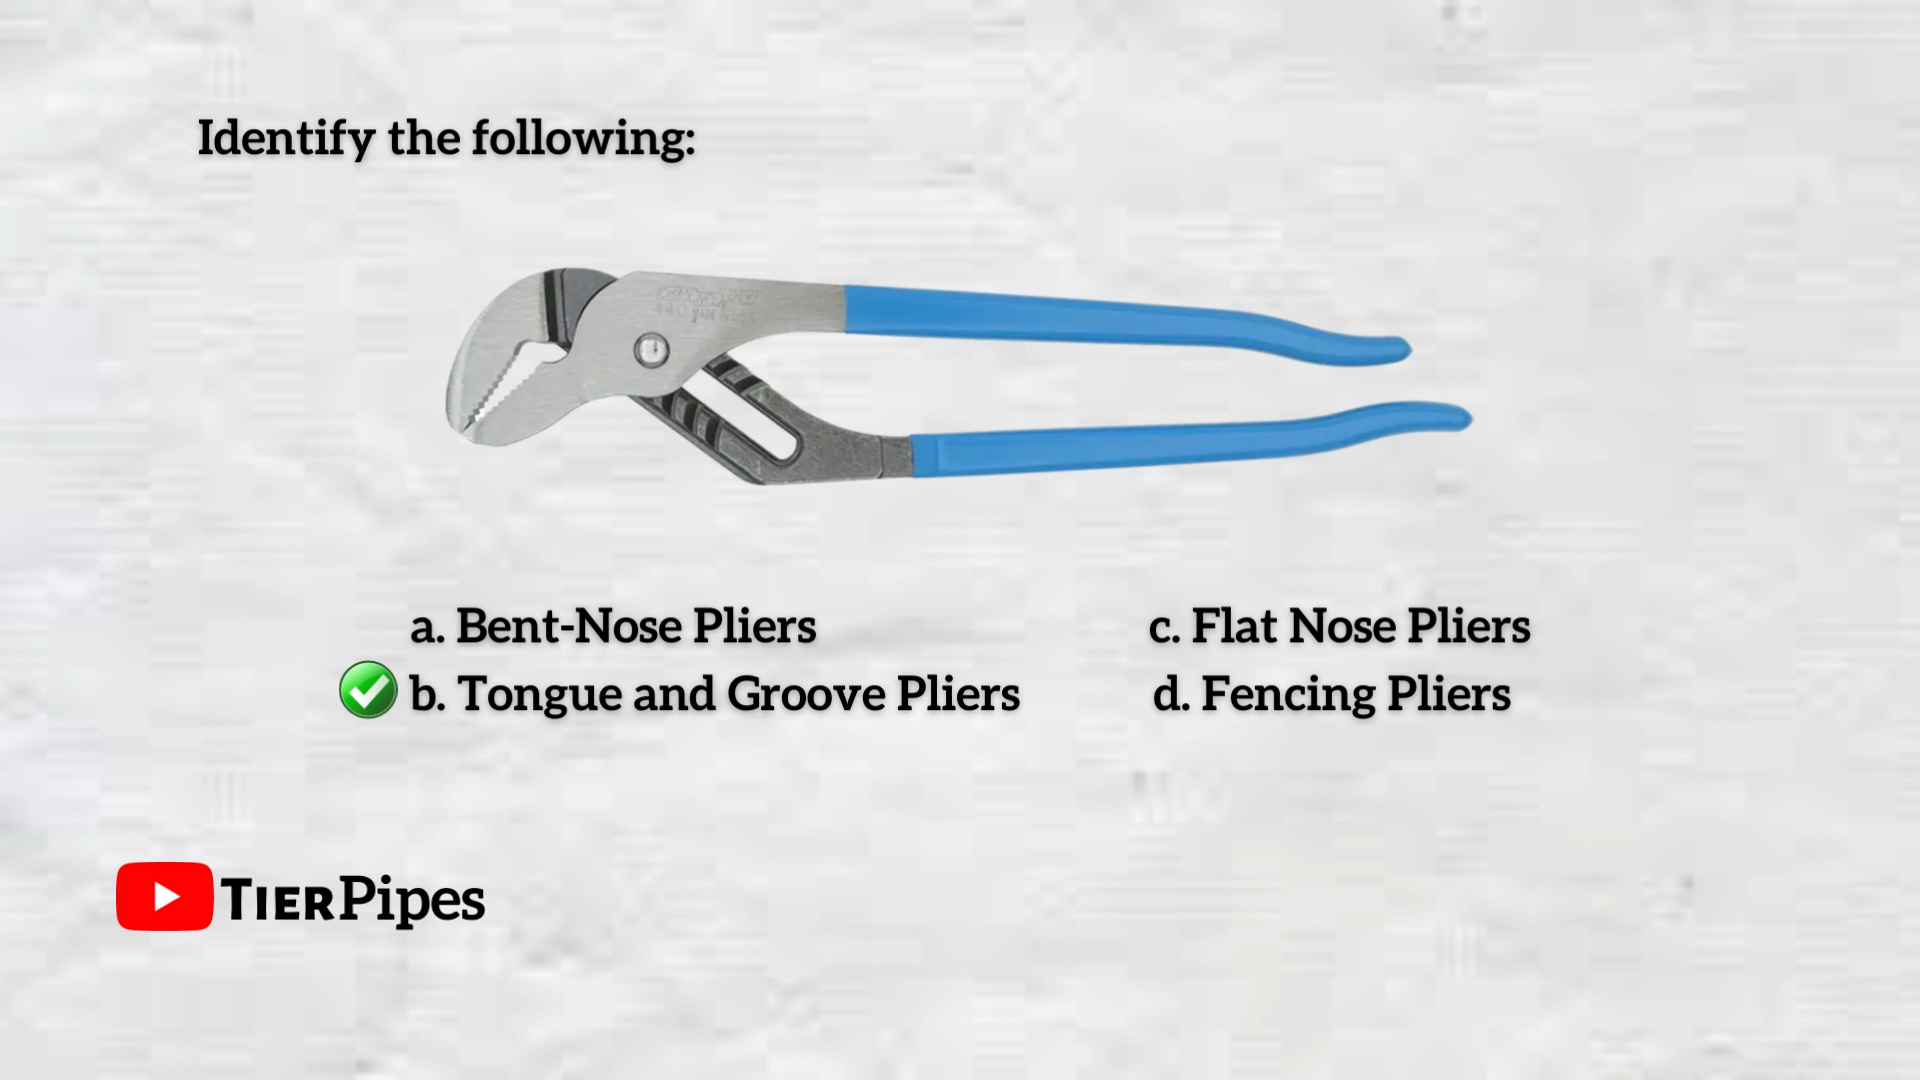 Identify the following:
a. Bent-Nose Pliers
b. Tongue and Groove Pliers
c. Flat Nose Pliers
d. Fencing Pliers
TIERPipes